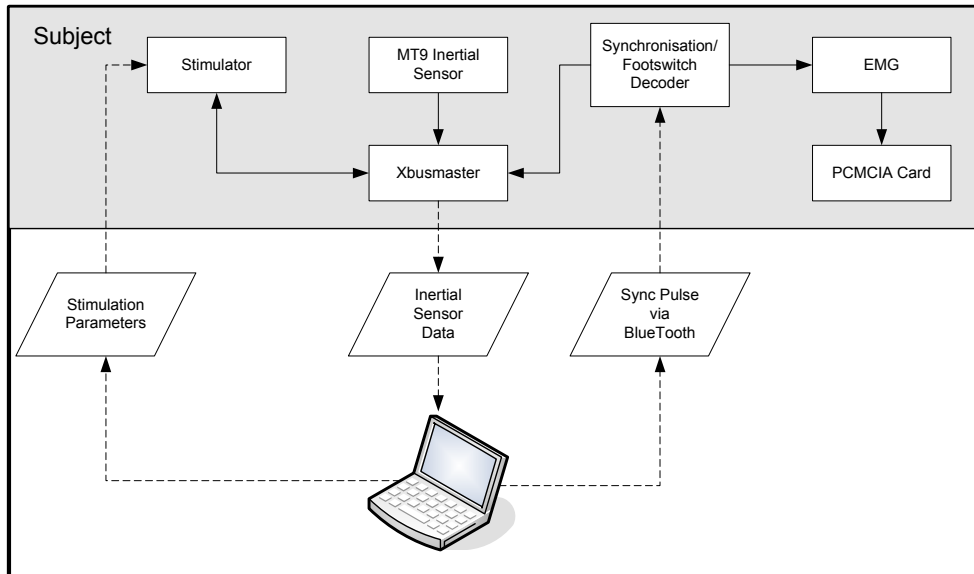 Subject
Stimulator
MT9 Inertial
Sensor
Synchronisation/
Footswitch
Decoder
EMG
Xbusmaster
PCMCIA Card
Stimulation
Parameters
Inertial
Sensor
Data
Sync Pulse
via
BlueTooth